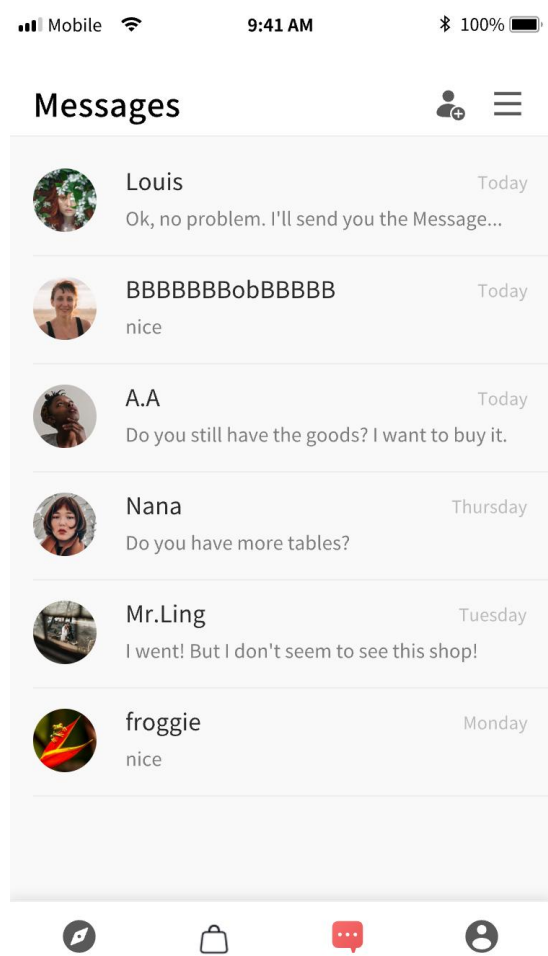 Mobile 9:41 AM 100%
Messages
Louis Today
Ok, no problem. I'll send you the Message...
BBBBBBBobBBBBB Today
nice
A.A Today
Do you still have the goods? I want to buy it.
Nana Thursday
Do you have more tables?
Mr.Ling Tuesday
I went! But I don't seem to see this shop!
froggie Monday
nice